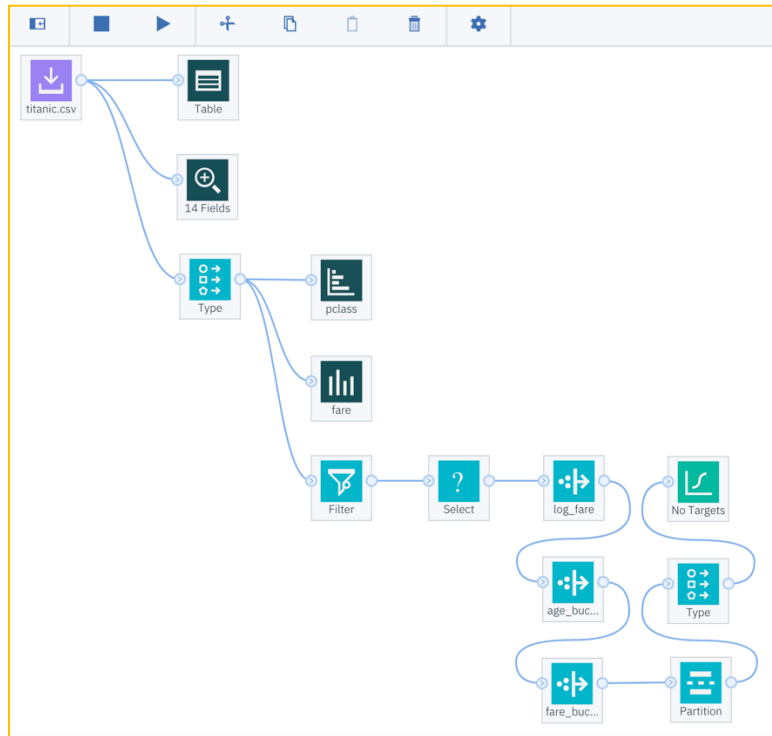 titanic.csv
Table
14 Fields
Type
pclass
fare
Filter
?
Select
log_fare
No Targets
age_buc...
Type
fare_buc...
Partition